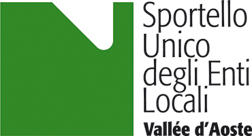 Sportello
Unico
degli Enti
Locali
Vallée d'Aoste